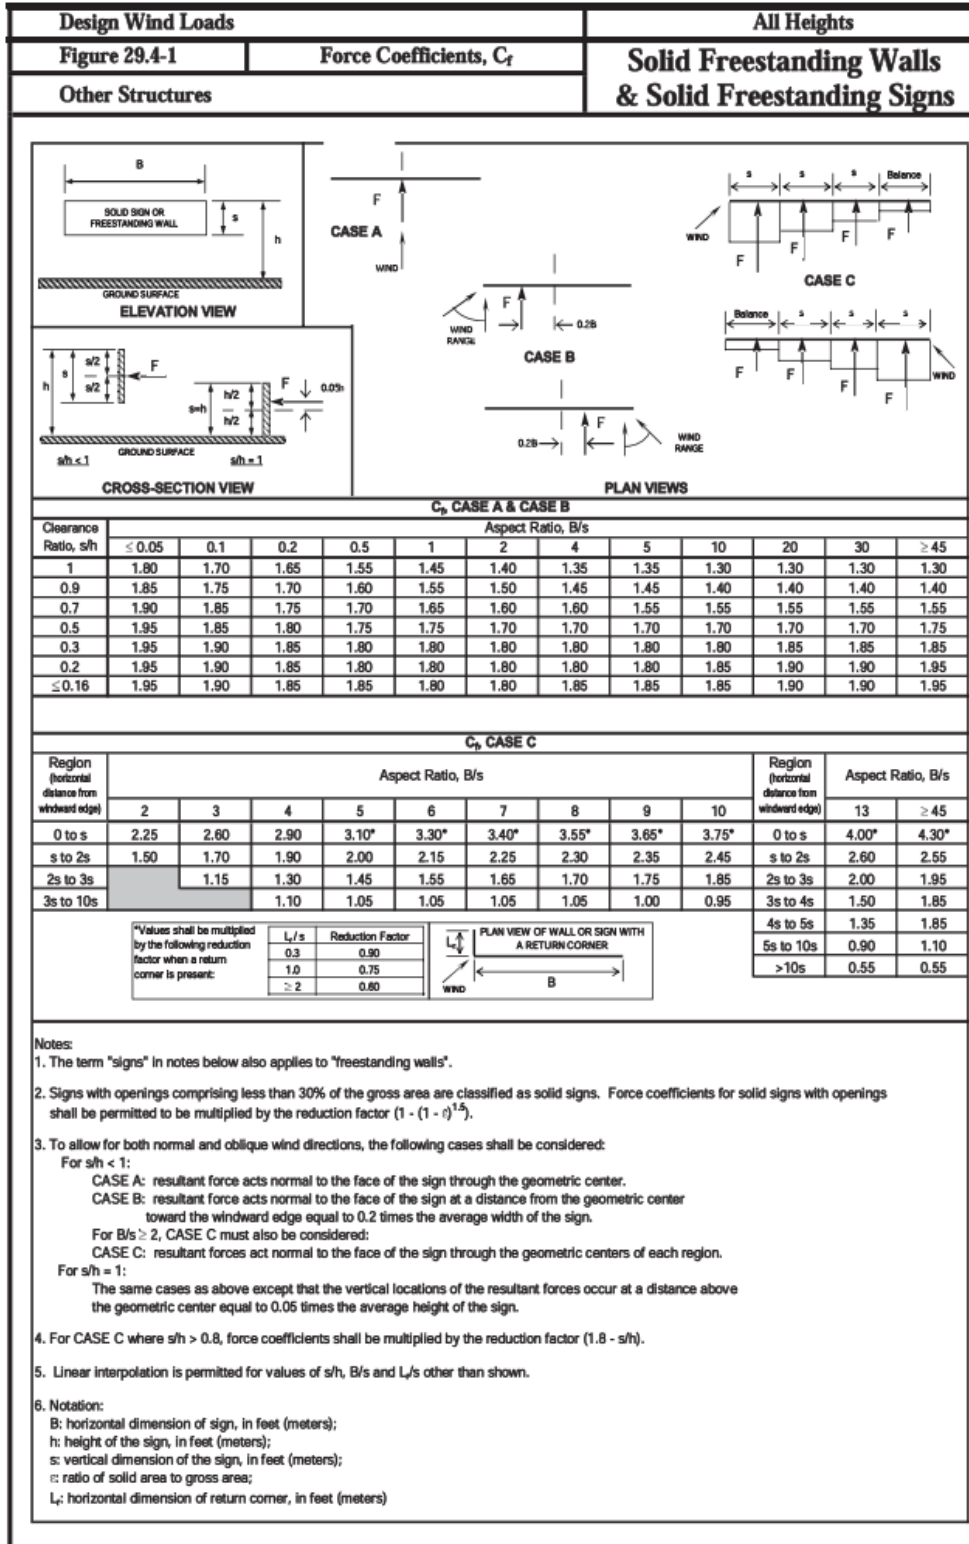 Design Wind Loads
All Heights
Figure 29.4-1
Force Coefficients, Cf
Solid Freestanding Walls
& Solid Freestanding Signs
Other Structures
B
SOLID SIGN OR
FREESTANDING WALL
s
h
GROUND SURFACE
ELEVATION VIEW
F
CASE A
WIND
F
0.2B
WIND
RANGE
CASE B
F
0.2B
WIND
RANGE
s s s Balance
WIND
F F F F
CASE C
Balance s s s
F F F F
WIND
PLAN VIEWS
h s s/2 s/2 F
s=h h/2 h/2 F 0.05h
GROUND SURFACE
s/h < 1 s/h = 1
CROSS-SECTION VIEW
Cf, CASE A & CASE B
Clearance
Ratio, s/h
Aspect Ratio, B/s
≤ 0.05 0.1 0.2 0.5 1 2 4 5 10 20 30 ≥ 45
1 1.80 1.70 1.65 1.55 1.45 1.40 1.35 1.35 1.30 1.30 1.30 1.30
0.9 1.85 1.75 1.70 1.60 1.55 1.50 1.45 1.45 1.40 1.40 1.40 1.40
0.7 1.90 1.85 1.75 1.70 1.65 1.60 1.60 1.55 1.55 1.55 1.55 1.55
0.5 1.95 1.85 1.80 1.75 1.75 1.70 1.70 1.70 1.70 1.70 1.70 1.75
0.3 1.95 1.90 1.85 1.80 1.80 1.80 1.80 1.80 1.80 1.85 1.85 1.85
0.2 1.95 1.90 1.85 1.80 1.80 1.80 1.80 1.80 1.85 1.90 1.90 1.95
≤0.16 1.95 1.90 1.85 1.85 1.80 1.80 1.85 1.85 1.85 1.90 1.90 1.95
Cf, CASE C
Region
(horizontal
distance from
windward edge)
Aspect Ratio, B/s
2 3 4 5 6 7 8 9 10
0 to s 2.25 2.60 2.90 3.10* 3.30* 3.40* 3.55* 3.65* 3.75*
s to 2s 1.50 1.70 1.90 2.00 2.15 2.25 2.30 2.35 2.45
2s to 3s 1.15 1.30 1.45 1.55 1.65 1.70 1.75 1.85
3s to 10s 1.10 1.05 1.05 1.05 1.05 1.00 0.95
Region
(horizontal
distance from
windward edge)
Aspect Ratio, B/s
13 ≥ 45
0 to s 4.00* 4.30*
s to 2s 2.60 2.55
2s to 3s 2.00 1.95
3s to 4s 1.50 1.85
4s to 5s 1.35 1.85
5s to 10s 0.90 1.10
>10s 0.55 0.55
*Values shall be multiplied
by the following reduction
factor when a return
corner is present:
Lr / s Reduction Factor
0.3 0.90
1.0 0.75
≥ 2 0.60
PLAN VIEW OF WALL OR SIGN WITH
A RETURN CORNER
Lr
WIND
B
Notes:
1. The term "signs" in notes below also applies to "freestanding walls".
2. Signs with openings comprising less than 30% of the gross area are classified as solid signs. Force coefficients for solid signs with openings
shall be permitted to be multiplied by the reduction factor (1 - (1 - ε)1.5).
3. To allow for both normal and oblique wind directions, the following cases shall be considered:
For s/h < 1:
CASE A: resultant force acts normal to the face of the sign through the geometric center.
CASE B: resultant force acts normal to the face of the sign at a distance from the geometric center
toward the windward edge equal to 0.2 times the average width of the sign.
For B/s ≥ 2, CASE C must also be considered:
CASE C: resultant forces act normal to the face of the sign through the geometric centers of each region.
For s/h = 1:
The same cases as above except that the vertical locations of the resultant forces occur at a distance above
the geometric center equal to 0.05 times the average height of the sign.
4. For CASE C where s/h > 0.8, force coefficients shall be multiplied by the reduction factor (1.8 - s/h).
5. Linear interpolation is permitted for values of s/h, B/s and Lr/s other than shown.
6. Notation:
B: horizontal dimension of sign, in feet (meters);
h: height of the sign, in feet (meters);
s: vertical dimension of the sign, in feet (meters);
ε: ratio of solid area to gross area;
Lr: horizontal dimension of return corner, in feet (meters)